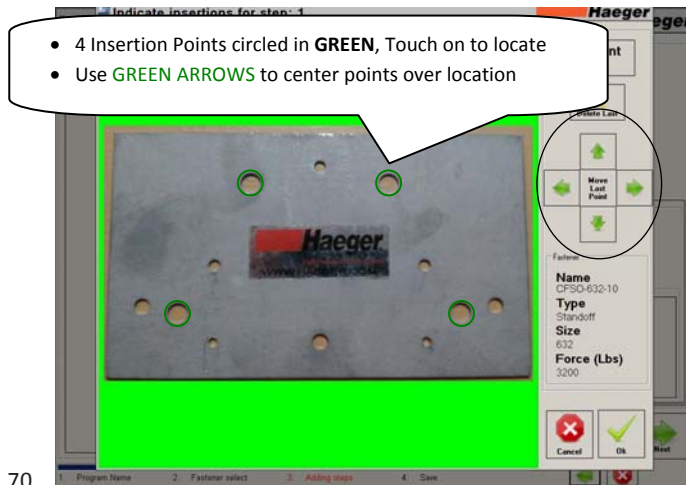 Indicate insertions for step: 1
Haeger
• 4 Insertion Points circled in GREEN, Touch on to locate
• Use GREEN ARROWS to center points over location
Delete Last
Move
Last
Point
Haeger
Fastener
Name
CFSO-632-10
Type
Standoff
Size
632
Force (Lbs)
3200
Cancel
Ok
Next
1. Program Name
2. Fastener select
3. Adding steps
4. Save
70